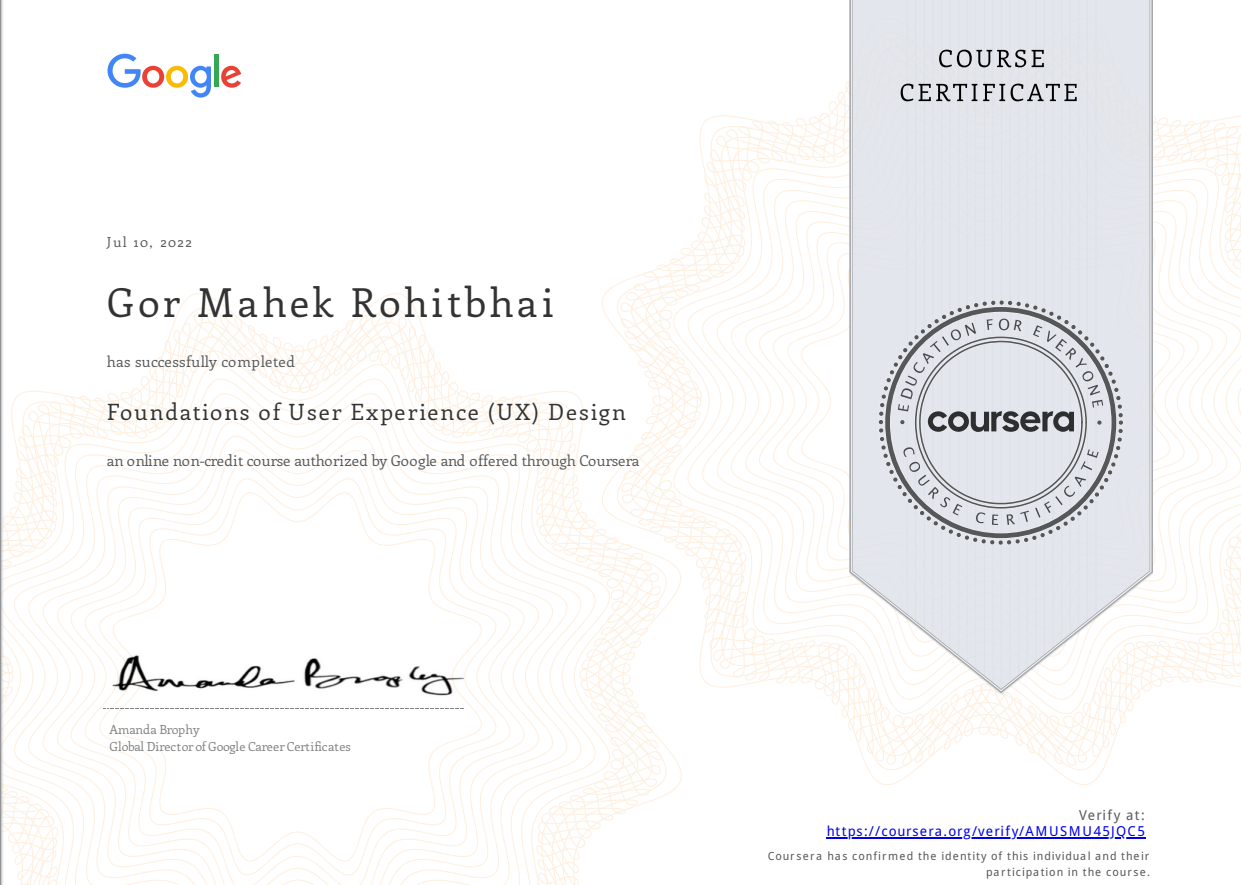 Google
COURSE
CERTIFICATE
Jul 10, 2022
Gor Mahek Rohitbhai
has successfully completed
Foundations of User Experience (UX) Design
an online non-credit course authorized by Google and offered through Coursera
EDUCATION FOR EVERYONE
coursera
COURSE CERTIFICATE
Amanda Brophy
Amanda Brophy
Global Director of Google Career Certificates
Verify at:
https://coursera.org/verify/AMUSMU45JQC5
Coursera has confirmed the identity of this individual and their
participation in the course.